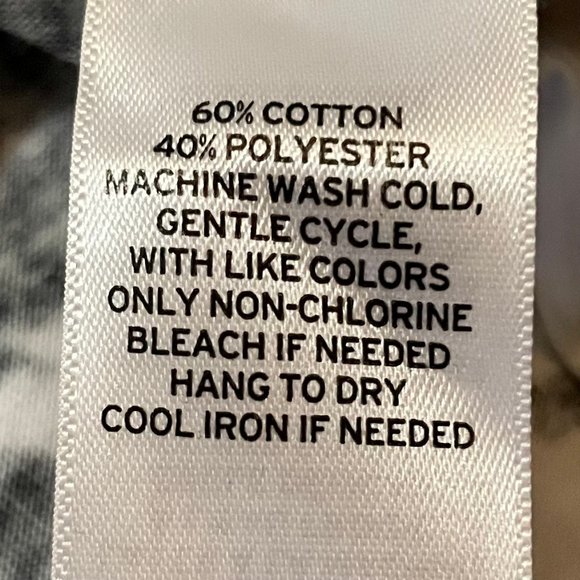 60% COTTON
40% POLYESTER
MACHINE WASH COLD,
GENTLE CYCLE,
WITH LIKE COLORS
ONLY NON-CHLORINE
BLEACH IF NEEDED
HANG TO DRY
COOL IRON IF NEEDED